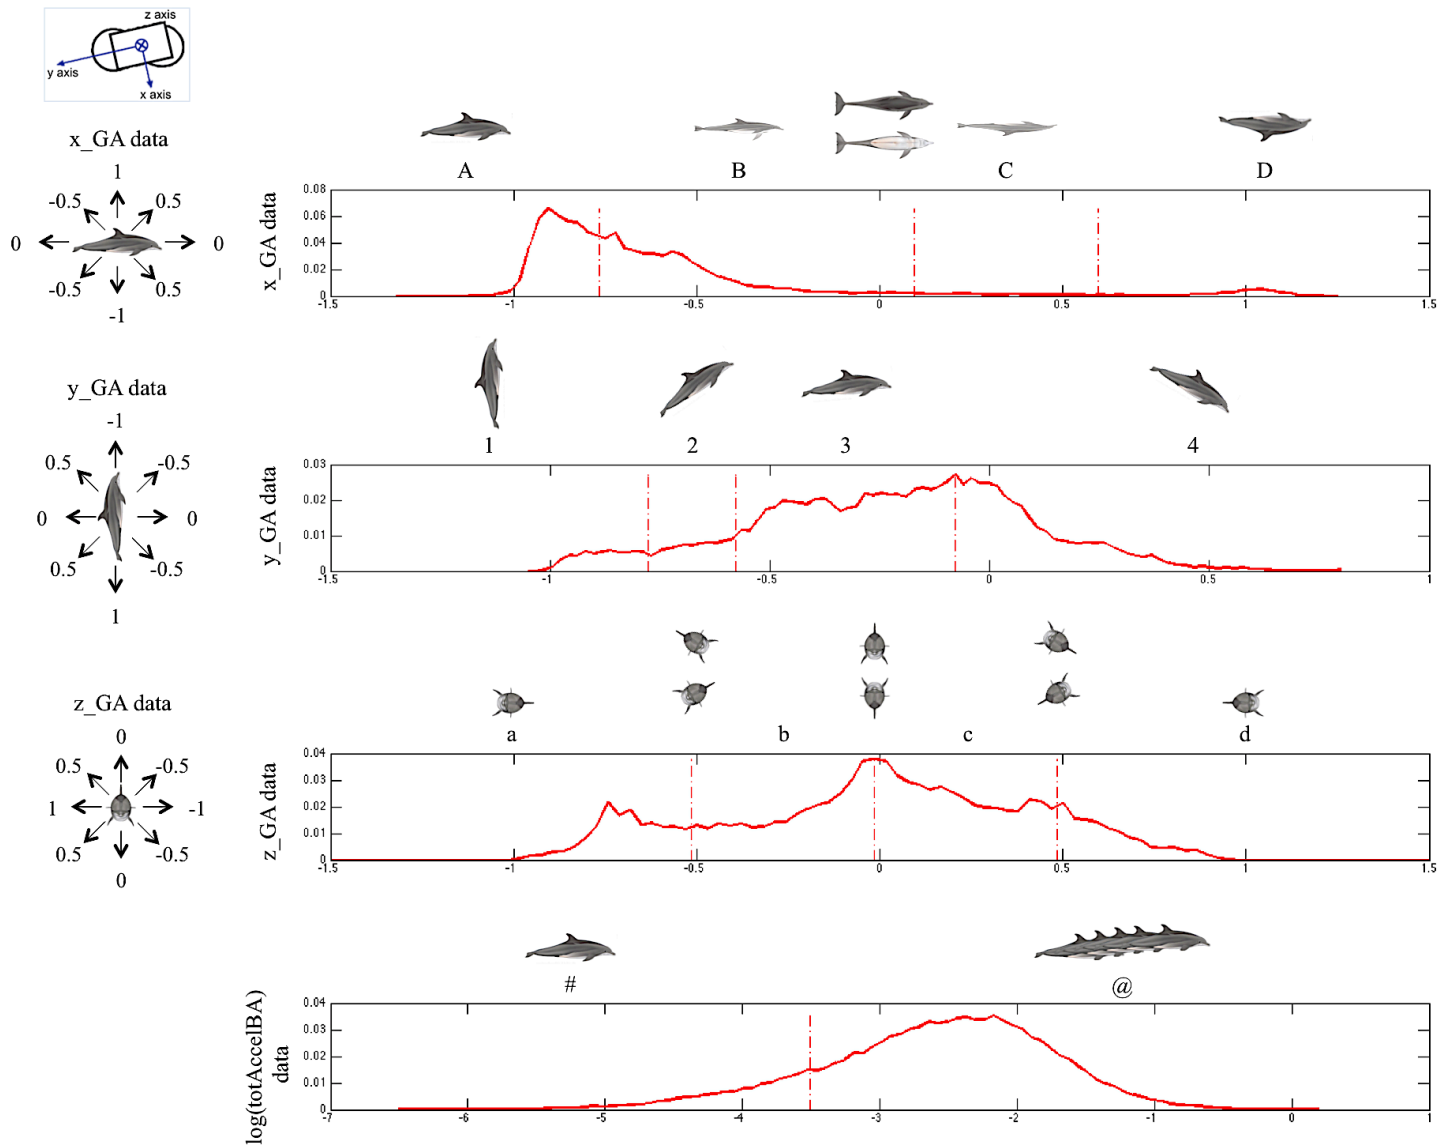 z axis
y axis
x axis
x_GA data
1
-0.5 0.5
0 0
-0.5 0.5
-1
A B C D
x_GA data
0.08
0.06
0.04
0.02
0
-1.5 -1 -0.5 0 0.5 1 1.5
y_GA data
-1
0.5 -0.5
0 0
0.5 -0.5
1
1 2 3 4
y_GA data
0.03
0.02
0.01
0
-1.5 -1 -0.5 0 0.5 1
z_GA data
0
0.5 -0.5
1 -1
0.5 -0.5
0
a b c d
z_GA data
0.04
0.03
0.02
0.01
0
-1.5 -1 -0.5 0 0.5 1 1.5
# @
log(totAccelBA)
data
0.04
0.03
0.02
0.01
0
-7 -6 -5 -4 -3 -2 -1 0 1